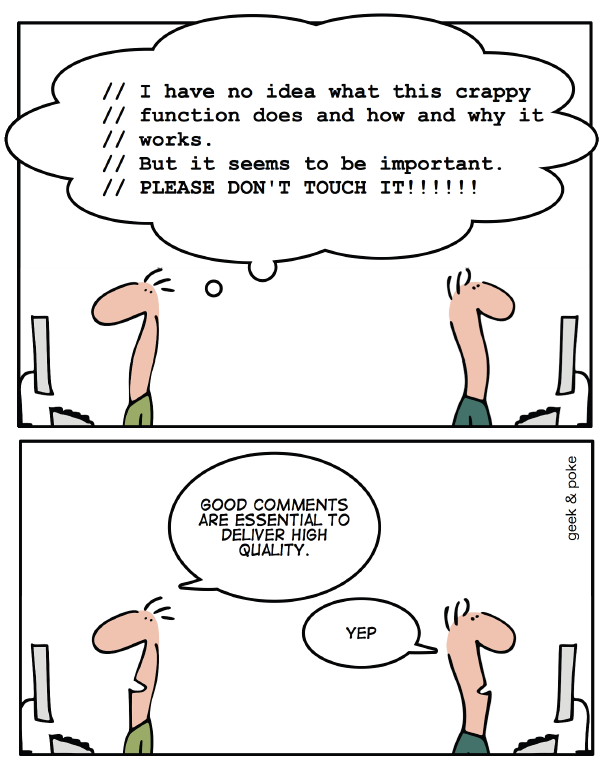 // I have no idea what this crappy
// function does and how and why it
// works.
// But it seems to be important.
// PLEASE DON'T TOUCH IT!!!!!!
geek & poke
GOOD COMMENTS
ARE ESSENTIAL TO
DELIVER HIGH
QUALITY.
YEP